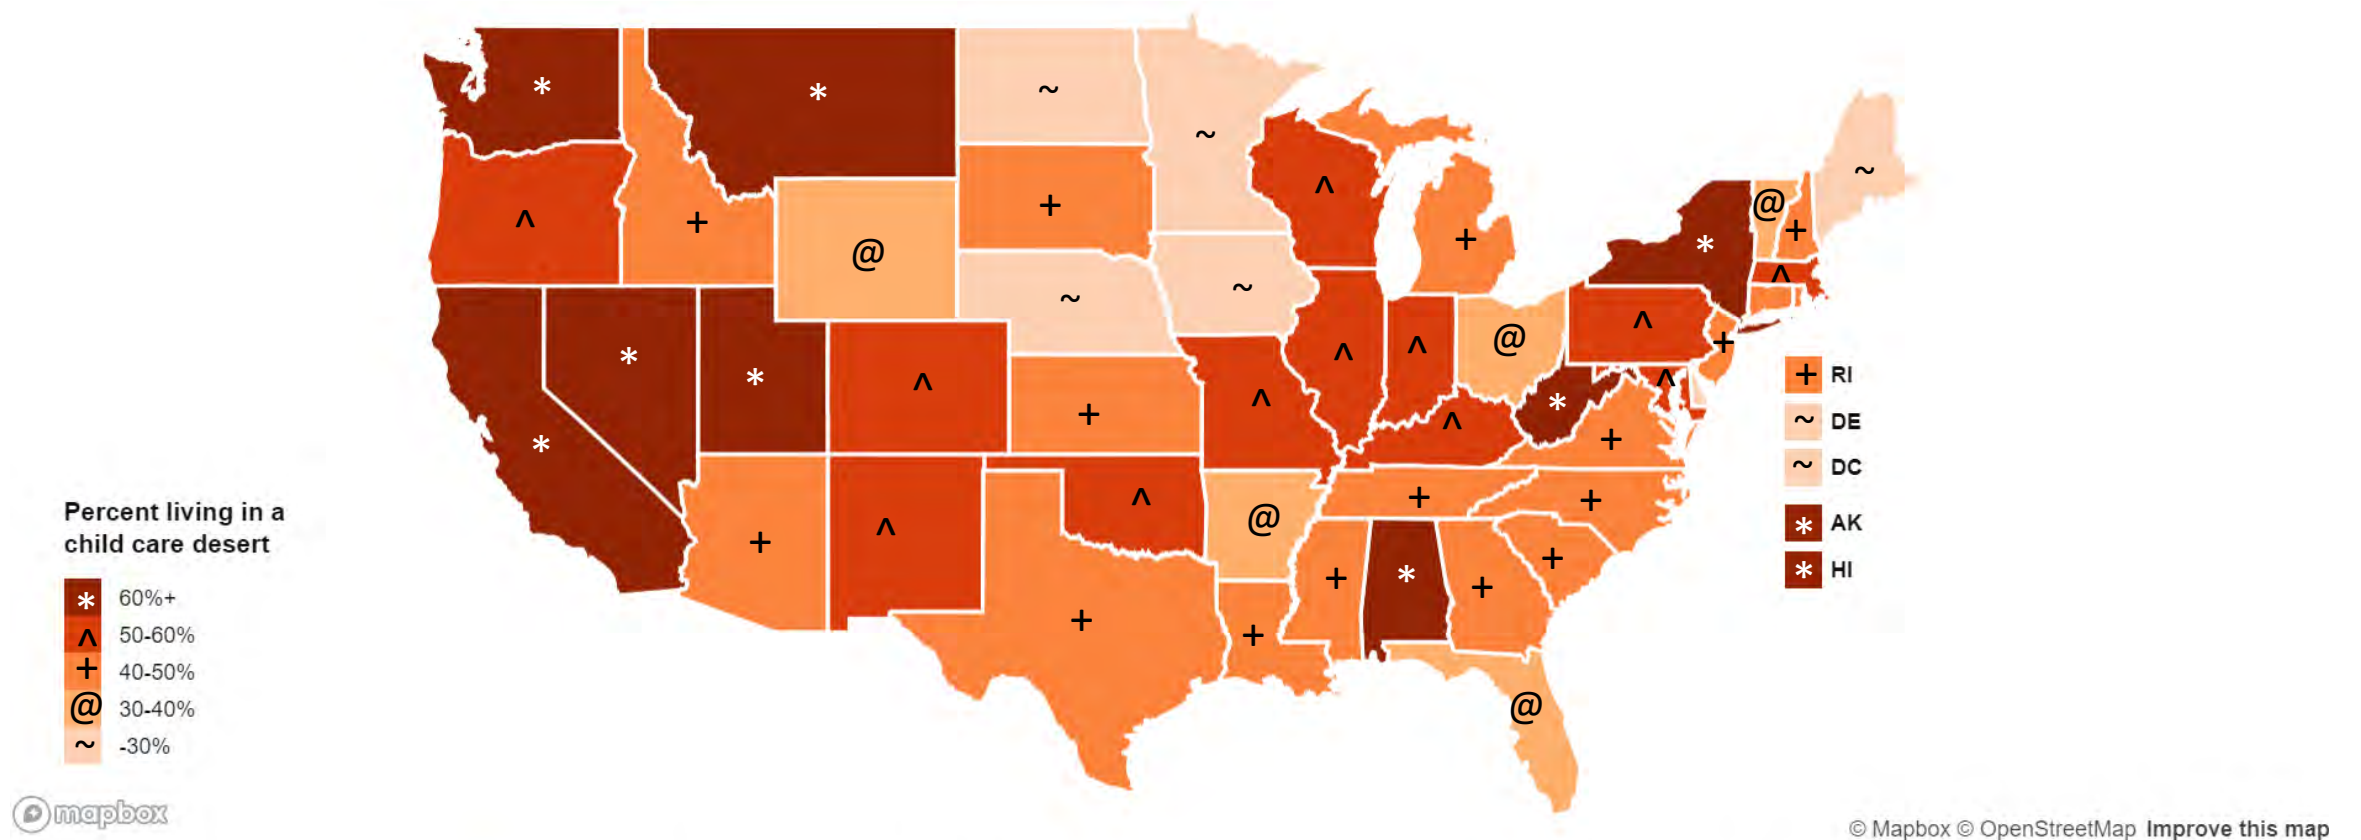 Percent living in a
child care desert
* 60%+
^ 50-60%
+ 40-50%
@ 30-40%
~ -30%
mapbox
* * ~ ~ ~
^ + @ + ~ ^ + * @ + ^
* * * ^ + ~ ^ ^ ^ @ ^ + ^
* + ^ ^ @ ^ * + + +
+ + + * + + @
+ RI
~ DE
~ DC
* AK
* HI
© Mapbox © OpenStreetMap Improve this map